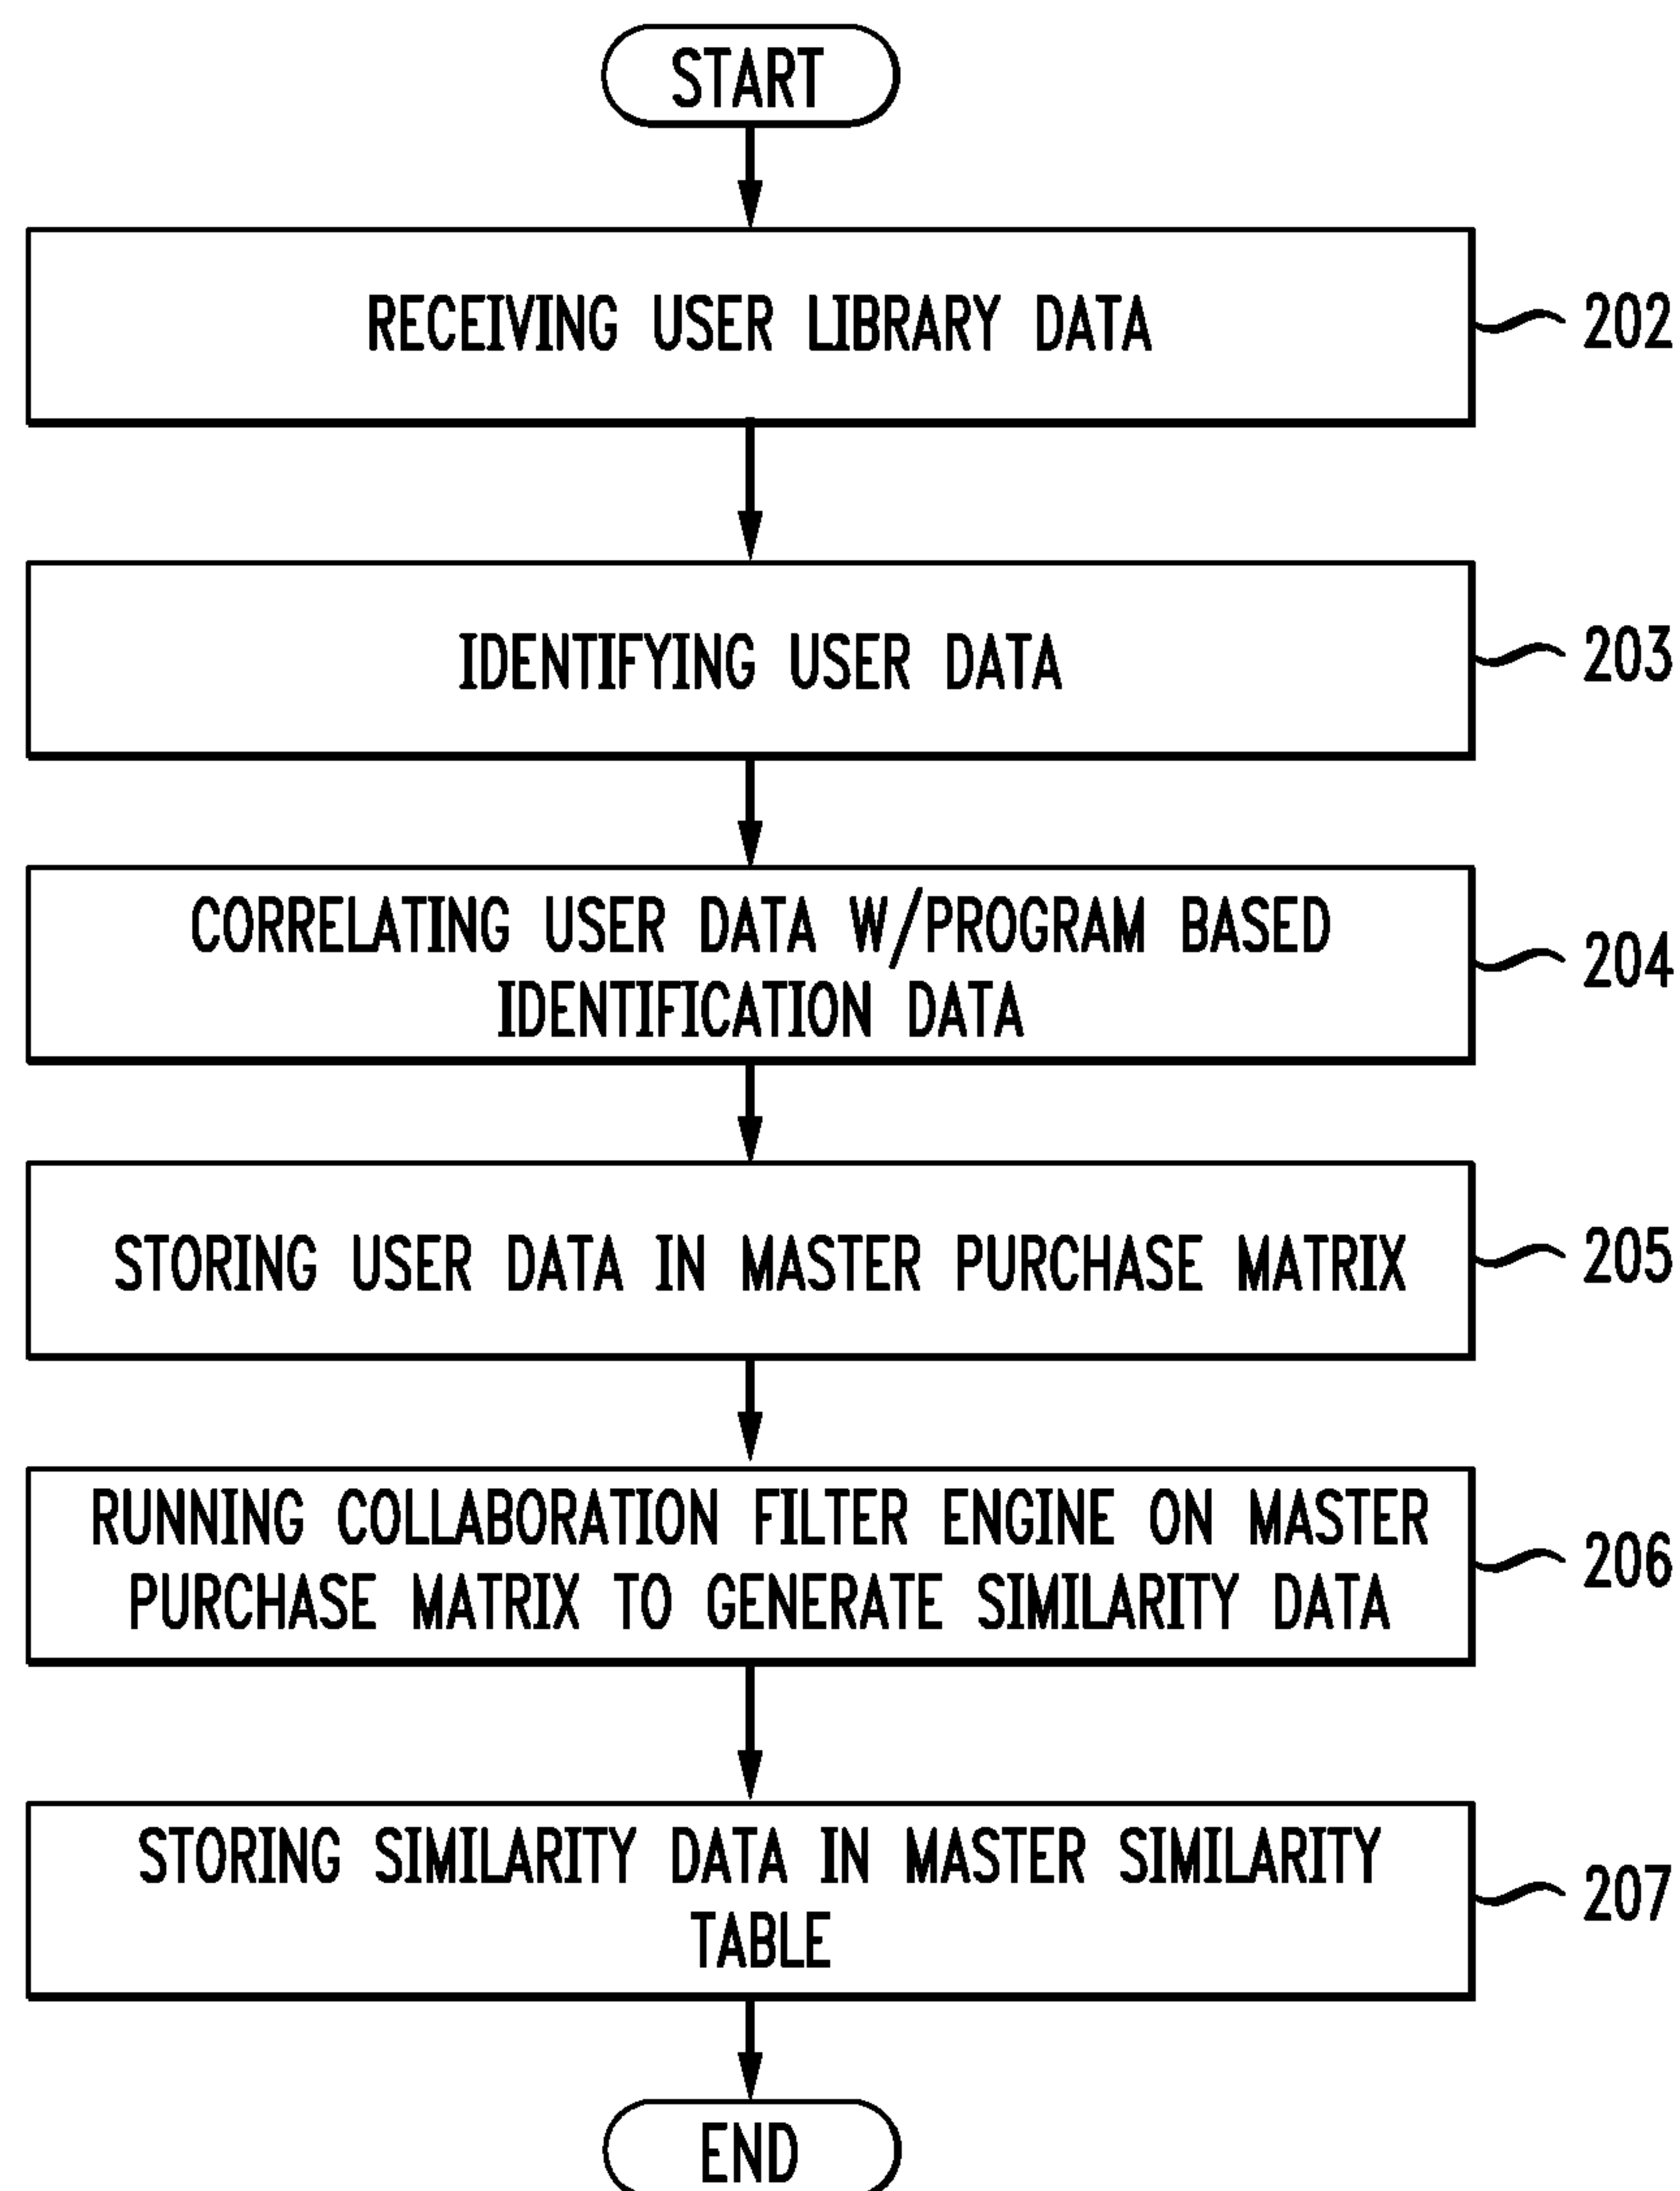 START
RECEIVING USER LIBRARY DATA
202
IDENTIFYING USER DATA
203
CORRELATING USER DATA W/PROGRAM BASED
IDENTIFICATION DATA
204
STORING USER DATA IN MASTER PURCHASE MATRIX
205
RUNNING COLLABORATION FILTER ENGINE ON MASTER
PURCHASE MATRIX TO GENERATE SIMILARITY DATA
206
STORING SIMILARITY DATA IN MASTER SIMILARITY
TABLE
207
END